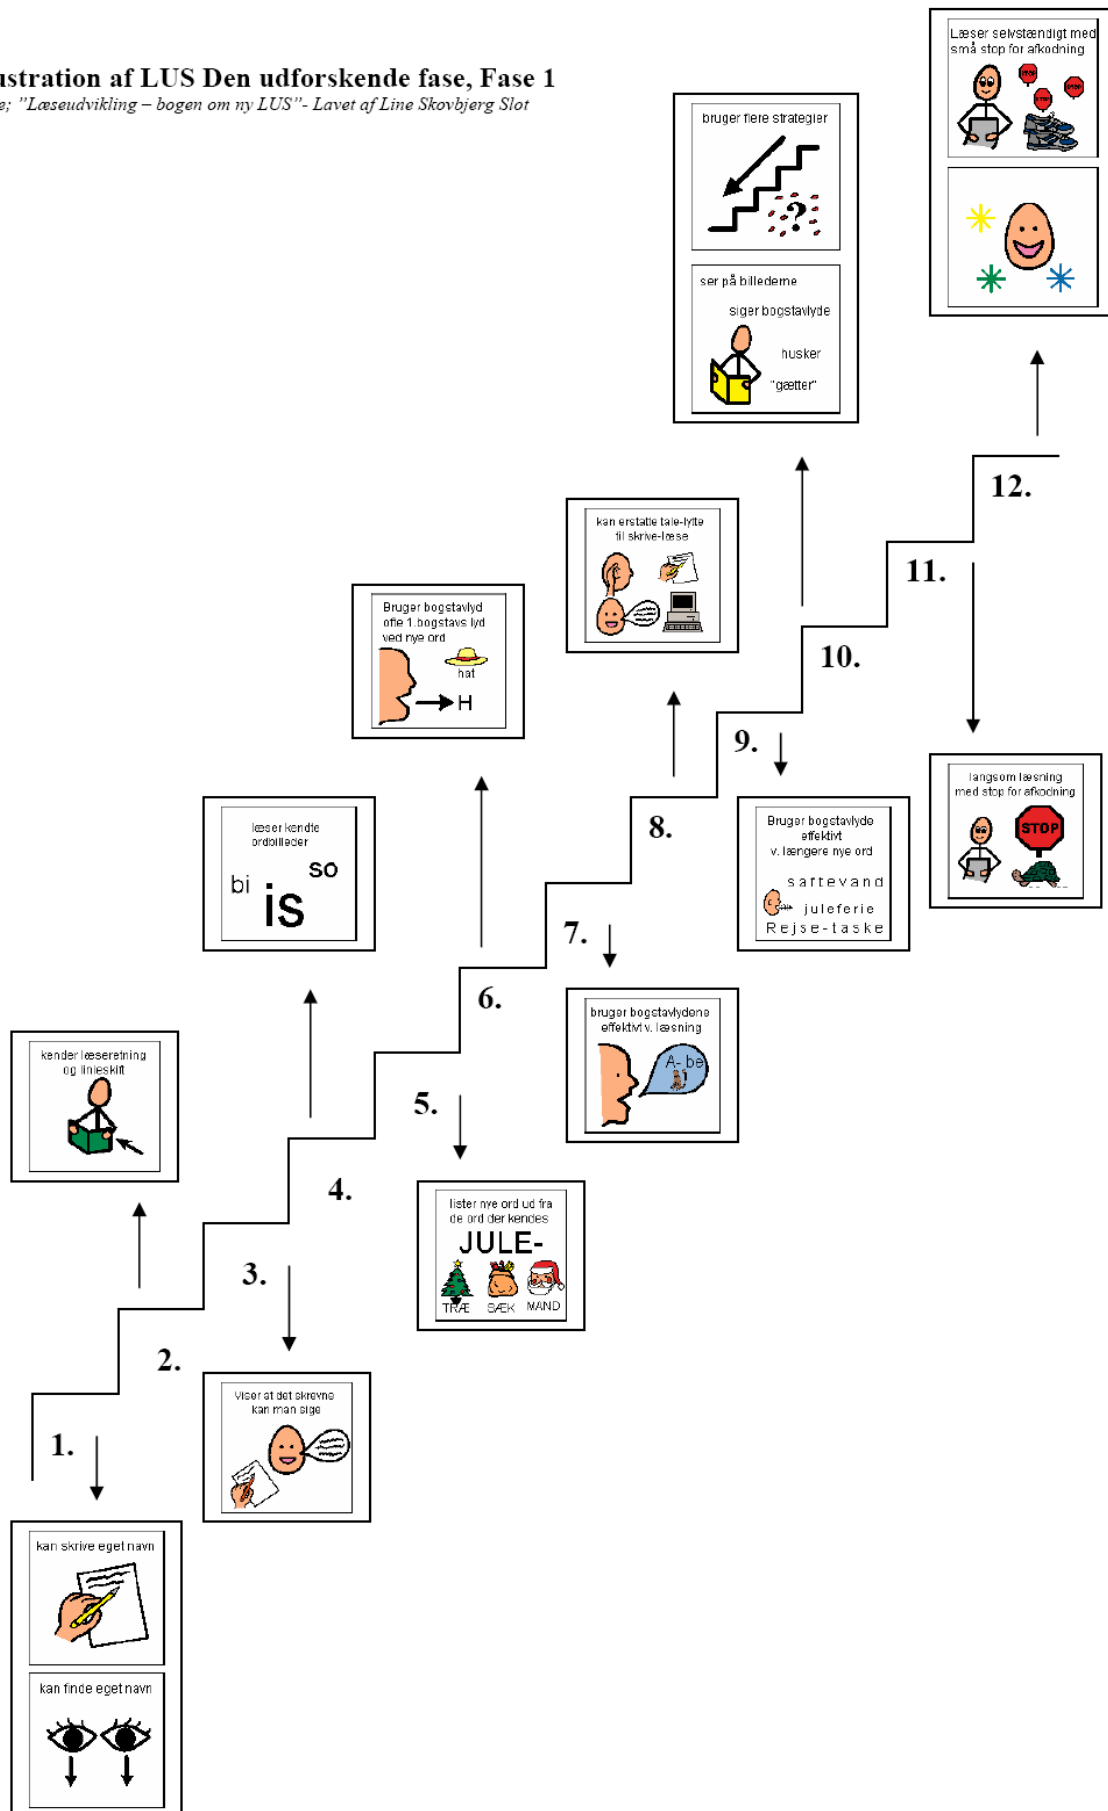 ustration af LUS Den udforskende fase, Fase 1
e; "Læseudvikling – bogen om ny LUS"- Lavet af Line Skovbjerg Slot
Læser selvstændigt med
små stop for afkodning
STOP
STOP
STOP
bruger flere strategier
?
ser på billederne
siger bogstavlyde
husker
"gætter"
12.
kan erstatte tale-lytte
til skrive-læse
11.
Bruger bogstavlyd
ofte 1.bogstavs lyd
ved nye ord
hat
H
10.
9.
langsom læsning
med stop for afkodning
STOP
8.
Bruger bogstavlyde
effektivt
v. længere nye ord
saftevand
juleferie
Rejse-taske
læser kendte
ordbilleder
bi
is
so
7.
6.
bruger bogstavlydene
effektivt v. læsning
A- be
kender læseretning
og linieskift
5.
4.
lister nye ord ud fra
de ord der kendes
JULE-
TRÆ SÆK MAND
3.
2.
Viser at det skrevne
kan man sige
1.
kan skrive eget navn
kan finde eget navn